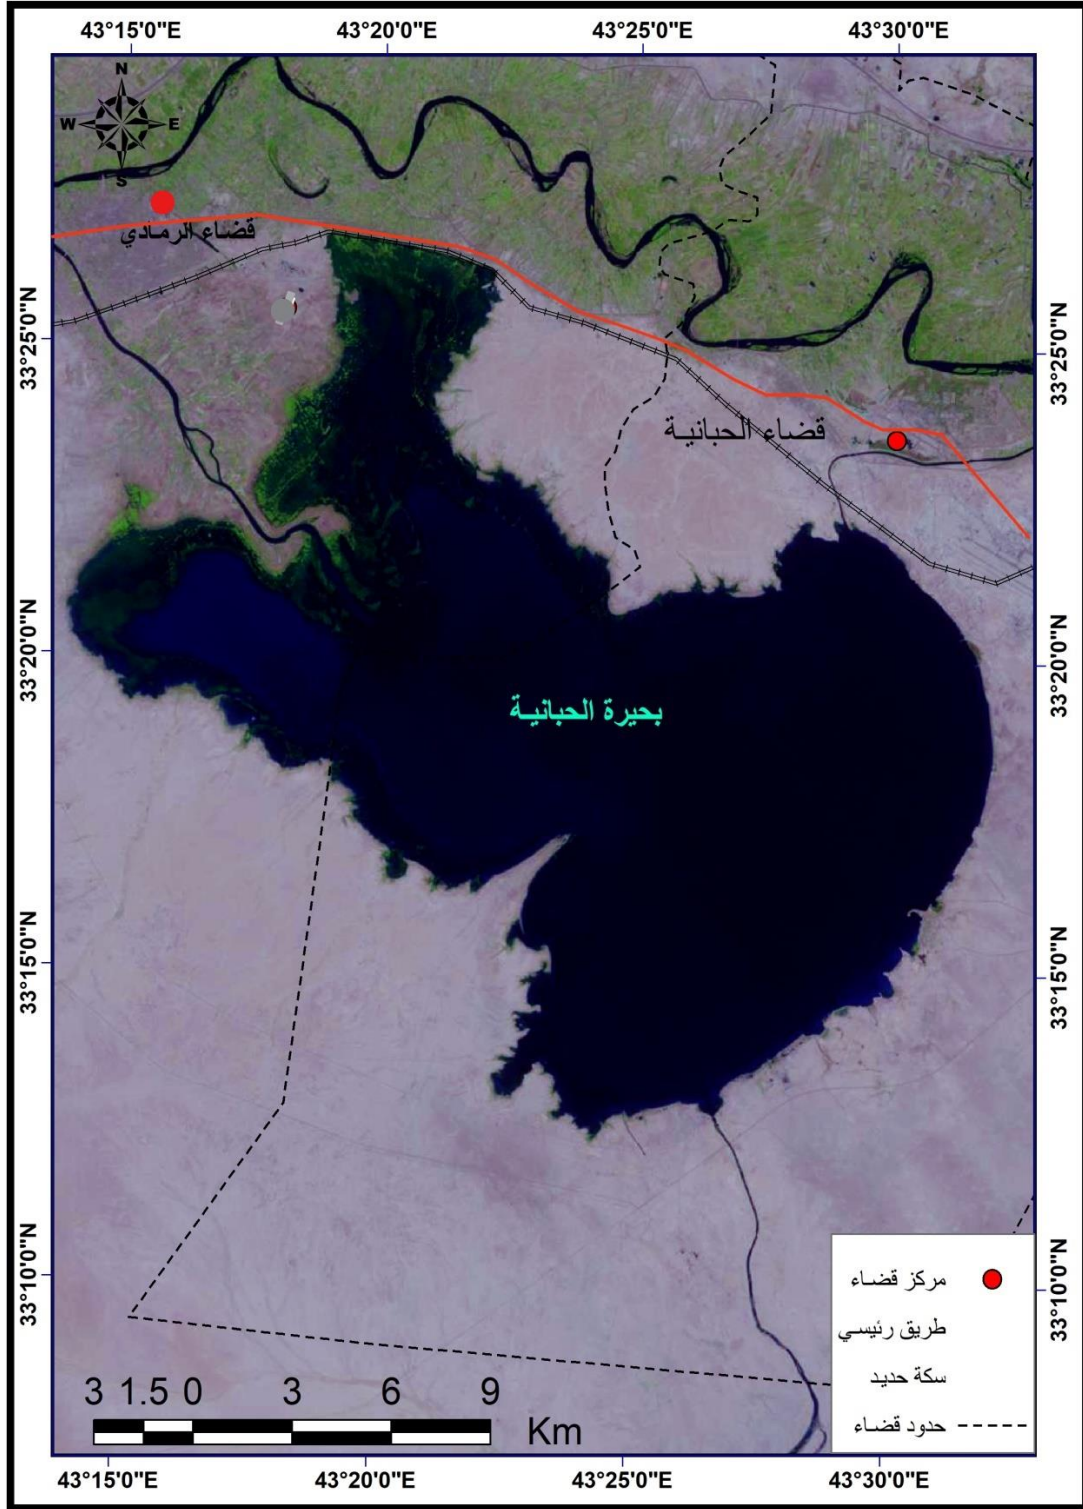 43°15'0"E 43°20'0"E 43°25'0"E 43°30'0"E
N
W E
S
قضاء الرمادي
33°25'0"N
33°25'0"N
قضاء الحبانية
33°20'0"N
33°20'0"N
بحيرة الحبانية
33°15'0"N
33°15'0"N
33°10'0"N
33°10'0"N
مركز قضاء
طريق رئيسي
سكة حديد
حدود قضاء
3 1.5 0 3 6 9
Km
43°15'0"E 43°20'0"E 43°25'0"E 43°30'0"E